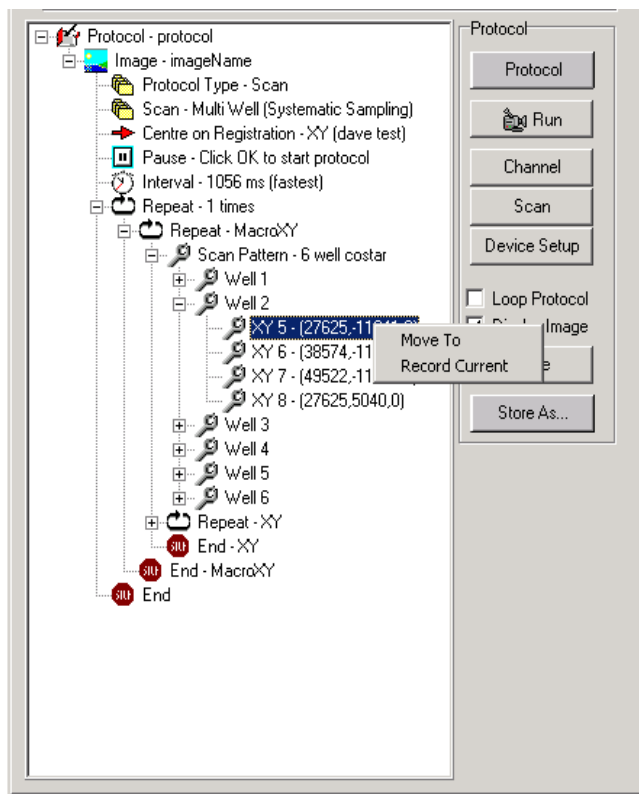 Protocol - protocol
Image - imageName
Protocol Type - Scan
Scan - Multi Well (Systematic Sampling)
Centre on Registration - XY (dave test)
Pause - Click OK to start protocol
Interval - 1056 ms (fastest)
Repeat - 1 times
Repeat - MacroXY
Scan Pattern - 6 well costar
Well 1
Well 2
XY 5 - (27625,-11
XY 6 - (38574,-11
XY 7 - (49522,-11
XY 8 - (27625,5040,0)
Well 3
Well 4
Well 5
Well 6
Repeat - XY
STOP End - XY
STOP End - MacroXY
STOP End
Protocol
Protocol
Run
Channel
Scan
Device Setup
Loop Protocol
Image
Move To
Record Current
Store As...